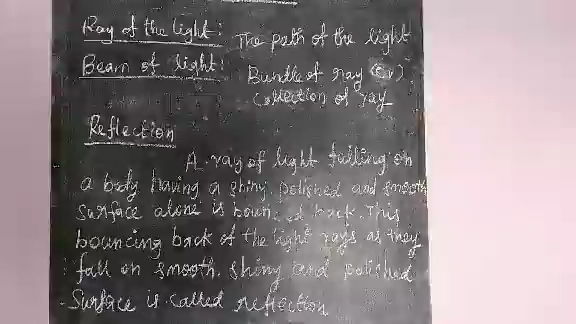 Ray of the light: The path of the light
Beam of light: Bundle of ray (or)
Collection of ray
Reflection
A ray of light falling on
a body having a shiny, polished and smooth
surface alone is bounced back. This
bouncing back of the light rays as they
fall on smooth, shiny and polished
Surface is called reflection